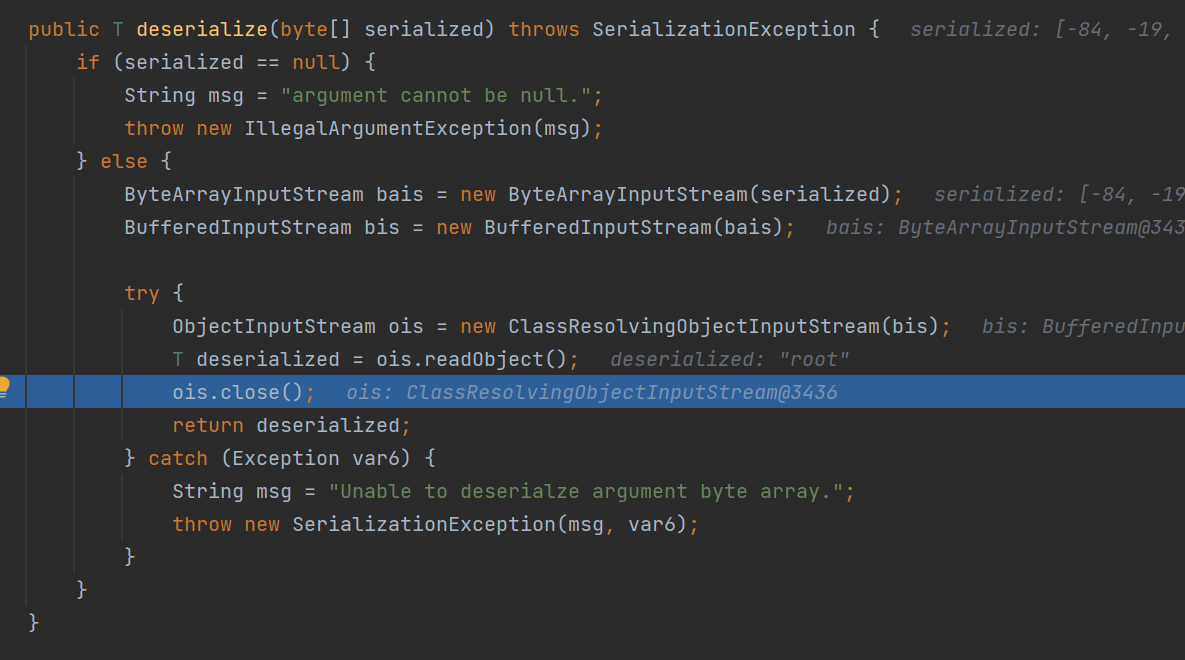 public T deserialize(byte[] serialized) throws SerializationException {   serialized: [-84, -19,
    if (serialized == null) {
        String msg = "argument cannot be null.";
        throw new IllegalArgumentException(msg);
    } else {
        ByteArrayInputStream bais = new ByteArrayInputStream(serialized);   serialized: [-84, -19
        BufferedInputStream bis = new BufferedInputStream(bais);   bais: ByteArrayInputStream@343
        try {
            ObjectInputStream ois = new ClassResolvingObjectInputStream(bis);   bis: BufferedInpu
            T deserialized = ois.readObject();   deserialized: "root"
            ois.close();   ois: ClassResolvingObjectInputStream@3436
            return deserialized;
        } catch (Exception var6) {
            String msg = "Unable to deserialze argument byte array.";
            throw new SerializationException(msg, var6);
        }
    }
}